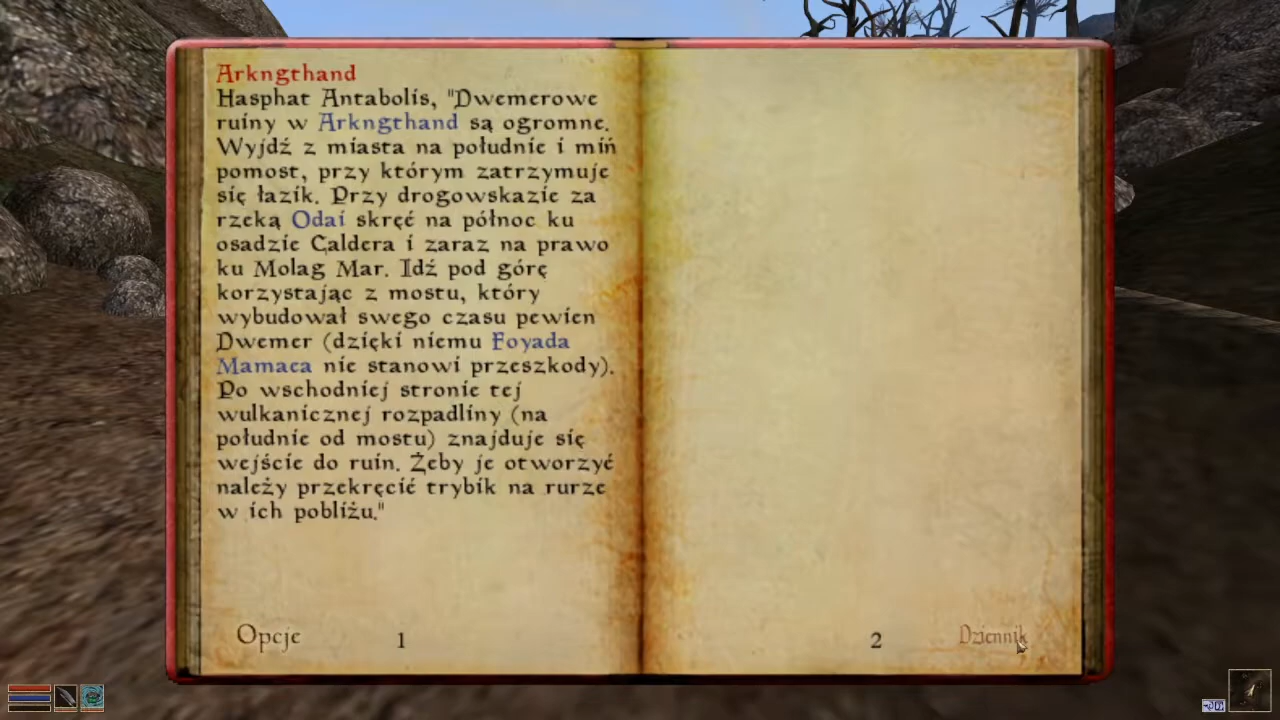 Arkngthand
Hasphat Antabolis, "Dwemerowe
ruiny w Arkngthand są ogromne.
Wyjdź z miasta na południe i miń
pomost, przy którym zatrzymuje
się łazik. Przy drogowskazie za
rzeką Odai skręć na północ ku
osadzie Caldera i zaraz na prawo
ku Molag Mar. Idź pod górę
korzystając z mostu, który
wybudował swego czasu pewien
Dwemer (dzięki niemu Foyada
Mamaea nie stanowi przeszkody).
Po wschodniej stronie tej
wulkanicznej rozpadliny (na
południe od mostu) znajduje się
wejście do ruin. Żeby je otworzyć
należy przekręcić trybik na rurze
w ich pobliżu."
Opcje 1 2 Dziennik